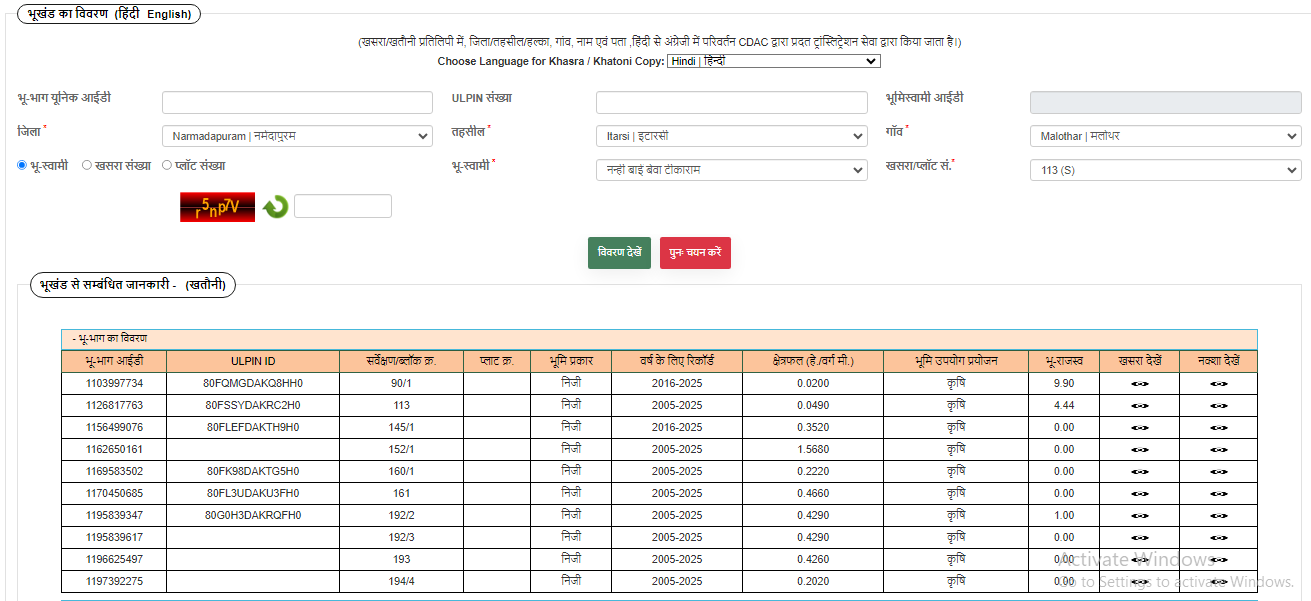 भूखंड का विवरण (हिंदी English)
(खसरा/खतौनी प्रतिलिपी में, जिला/तहसील/हल्का, गांव, नाम एवं पता ,हिंदी से अंग्रेजी में परिवर्तन CDAC द्वारा प्रदत ट्रांस्लिट्रेशन सेवा द्वारा किया जाता है।)
Choose Language for Khasra / Khatoni Copy: Hindi | हिन्दी
भू-भाग यूनिक आईडी ULPIN संख्या भूमिस्वामी आईडी
जिला * Narmadapuram | नर्मदापुरम तहसील * Itarsi | इटारसी गाँव * Malothar | मलोथर
भू-स्वामी खसरा संख्या प्लॉट संख्या भू-स्वामी * नन्ही बाई बेवा टीकाराम खसरा/प्लॉट सं.* 113 (S)
r5np7V
विवरण देखें पुनः चयन करें
भूखंड से सम्बंधित जानकारी - (खतौनी)
- भू-भाग का विवरण
भू-भाग आईडी ULPIN ID सर्वेक्षण/ब्लॉक क्र. प्लाट क्र. भूमि प्रकार वर्ष के लिए रिकॉर्ड क्षेत्रफल (हे./वर्ग मी.) भूमि उपयोग प्रयोजन भू-राजस्व खसरा देखें नक्शा देखें
1103997734 80FQMGDAKQ8HH0 90/1 निजी 2016-2025 0.0200 कृषि 9.90
1126817763 80FSSYDAKRC2H0 113 निजी 2005-2025 0.0490 कृषि 4.44
1156499076 80FLEFDAKTH9H0 145/1 निजी 2016-2025 0.3520 कृषि 0.00
1162650161 152/1 निजी 2005-2025 1.5680 कृषि 0.00
1169583502 80FK98DAKTG5H0 160/1 निजी 2005-2025 0.2220 कृषि 0.00
1170450685 80FL3UDAKU3FH0 161 निजी 2005-2025 0.4660 कृषि 0.00
1195839347 80G0H3DAKRQFH0 192/2 निजी 2005-2025 0.4290 कृषि 1.00
1195839617 192/3 निजी 2005-2025 0.4290 कृषि 0.00
1196625497 193 निजी 2005-2025 0.4260 कृषि 0.00
Activate Windows
1197392275 194/4 निजी 2005-2025 0.2020 कृषि 0.00
Go to Settings to activate Windows.